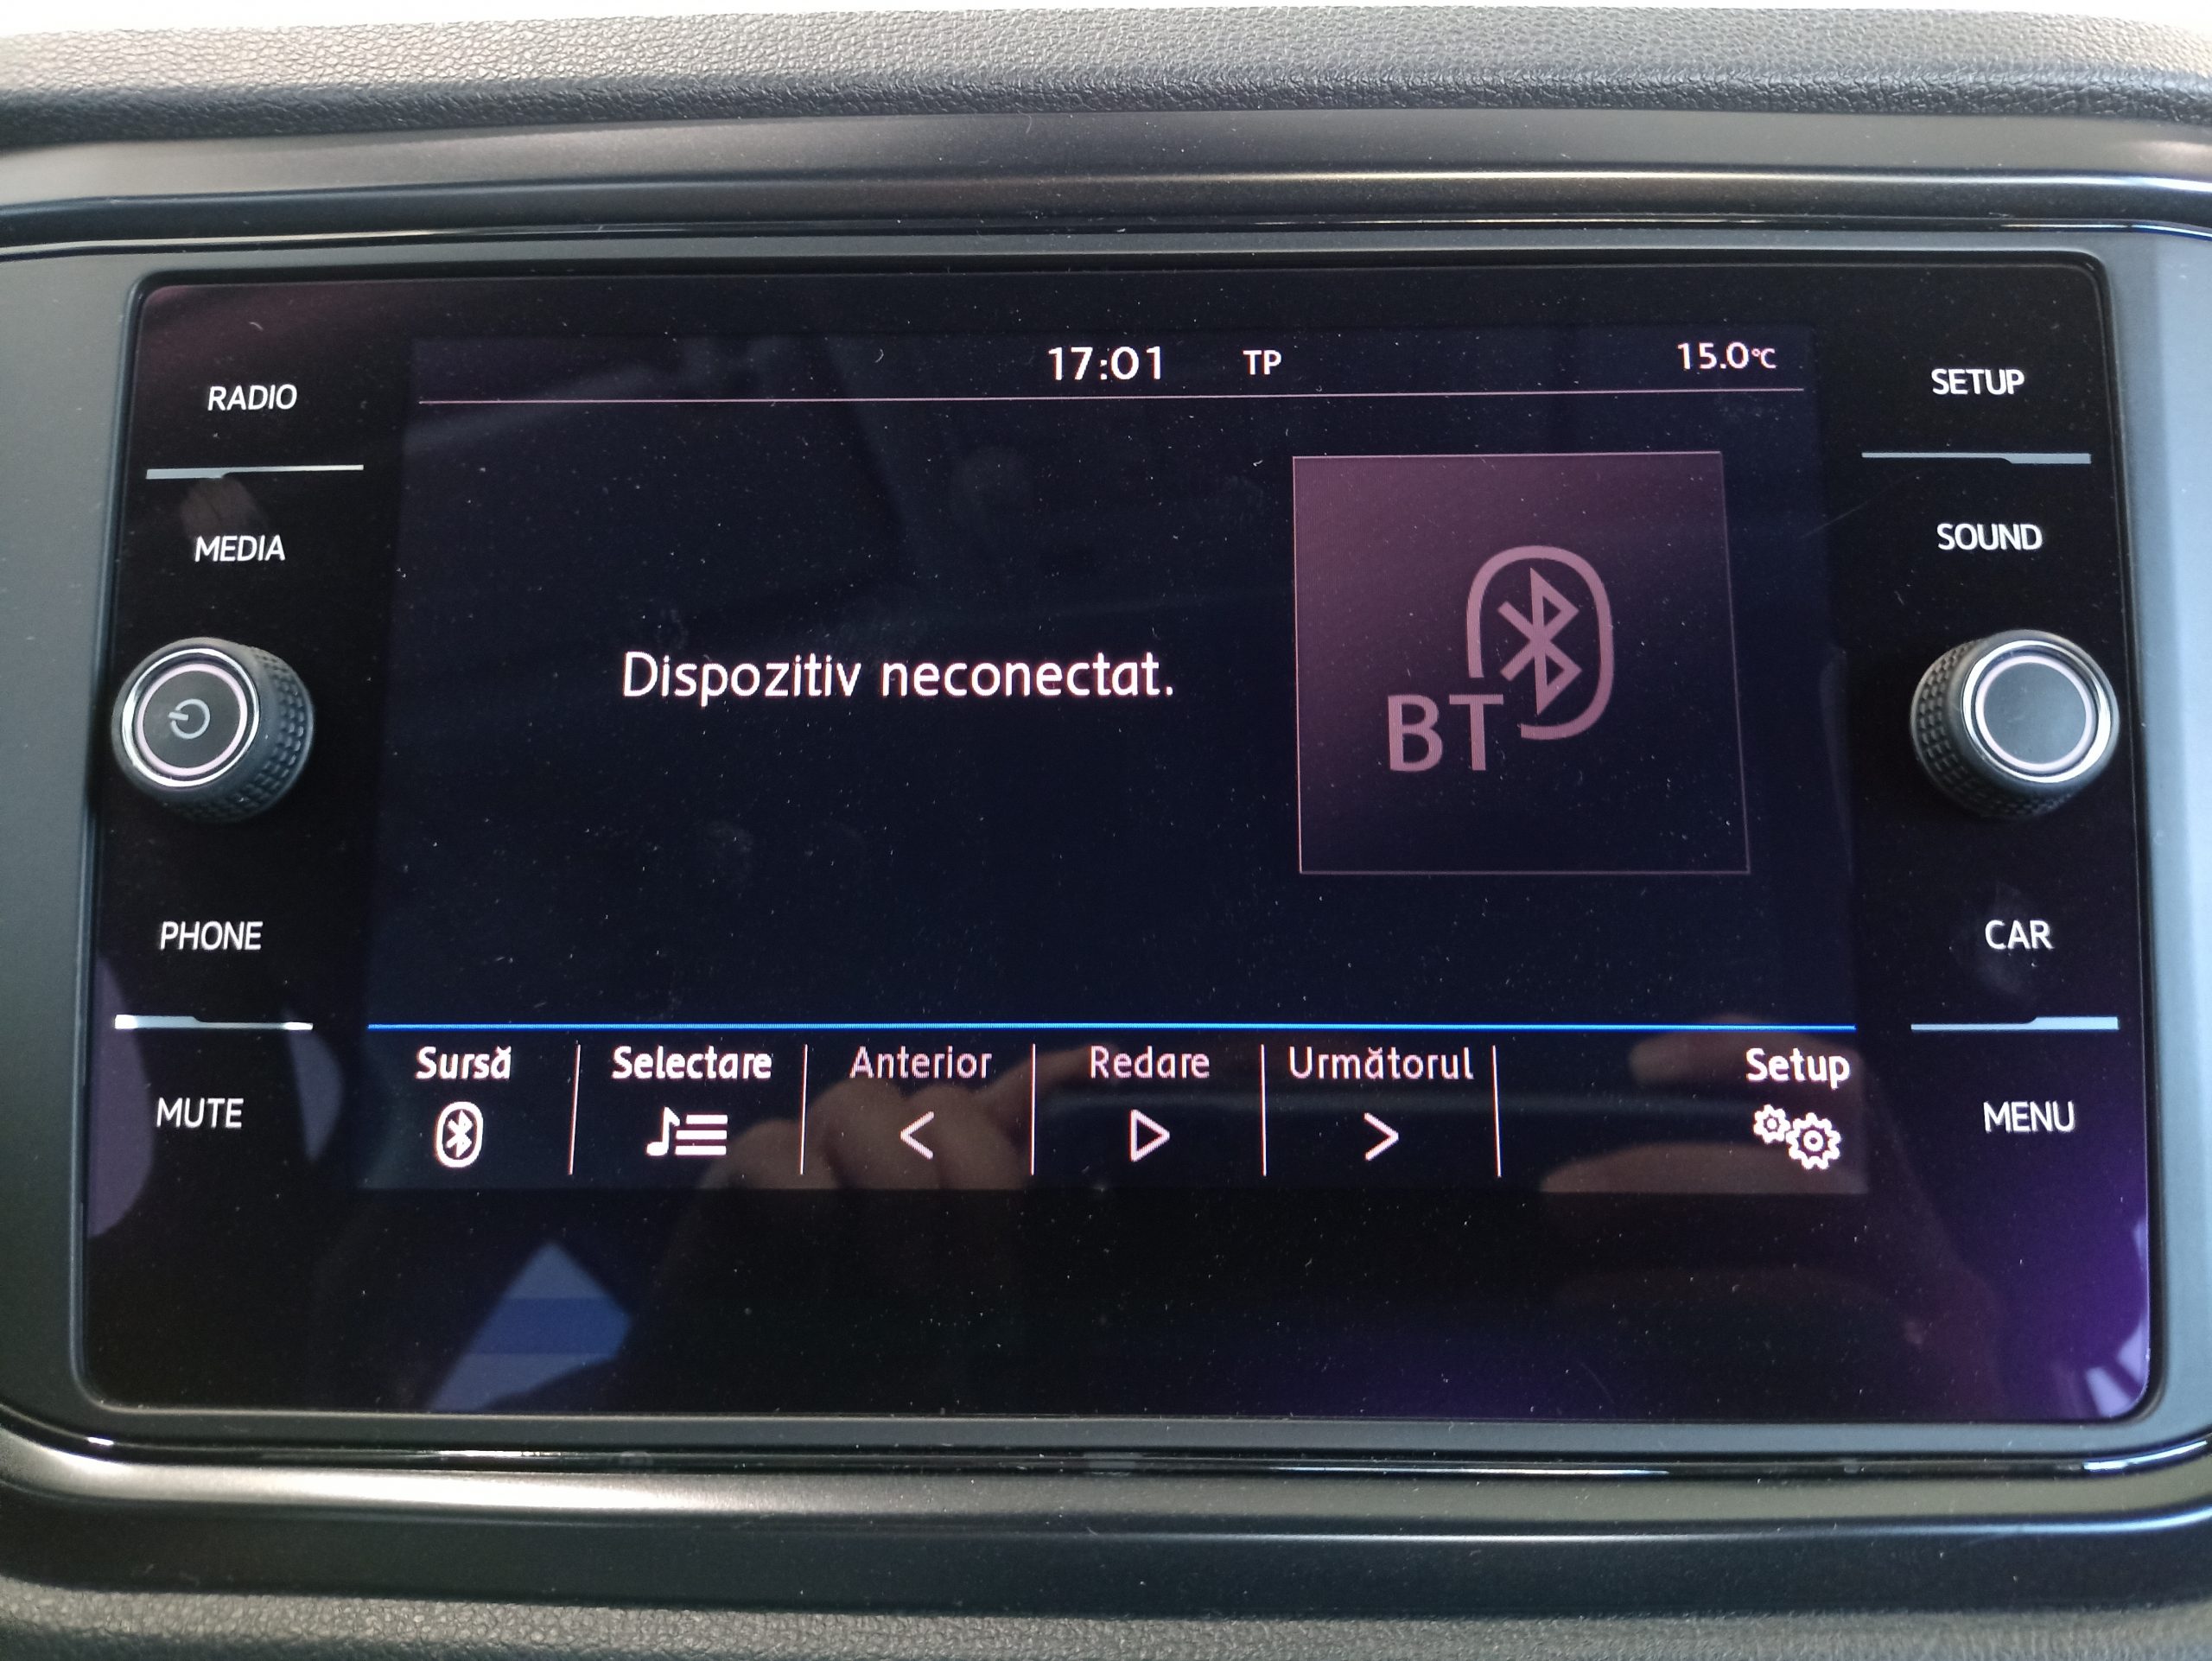 17:01 TP 15.0°C
RADIO
MEDIA
PHONE
MUTE
Dispozitiv neconectat.
BT
Sursă Selectare Anterior Redare Următorul Setup
SETUP
SOUND
CAR
MENU